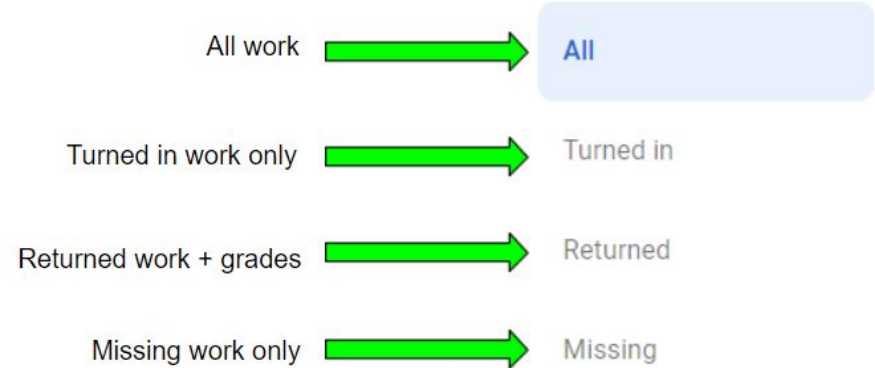 All work All
Turned in work only Turned in
Returned work + grades Returned
Missing work only Missing